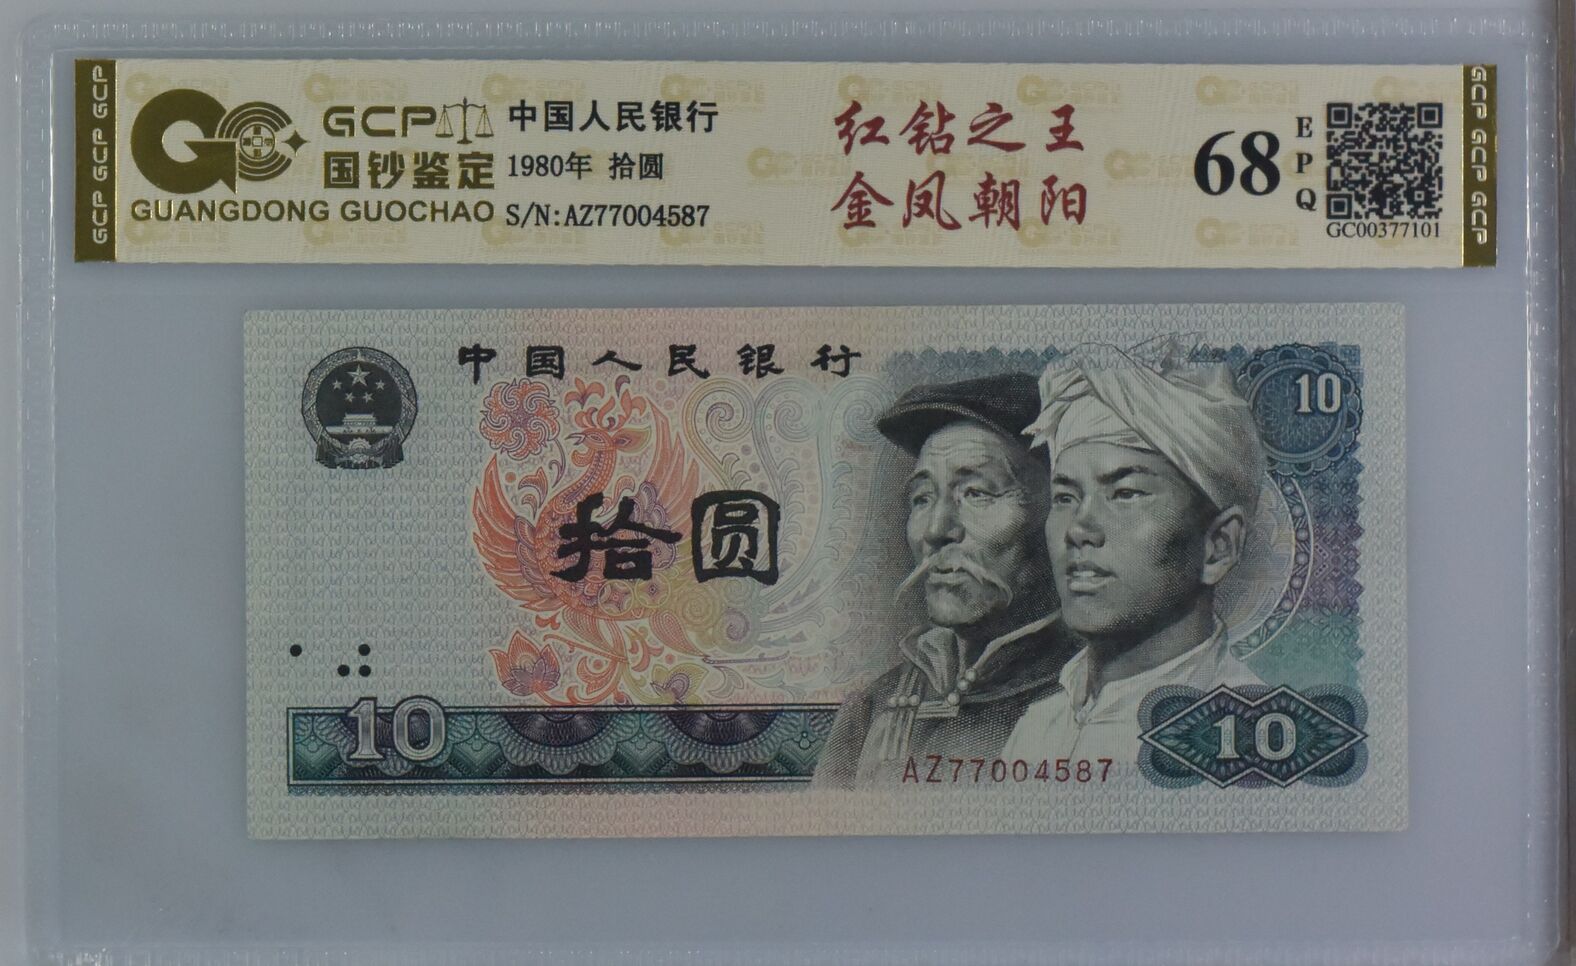 GCP
国钞鉴定
GUANGDONG GUOCHAO
中国人民银行
1980年 拾圆
S/N:AZ77004587
红钻之王
金凤朝阳
68
EPQ
GC00377101
GCP GCP GCP
GCP GCP GCP
中国人民银行
10
拾圆
10
AZ77004587
10